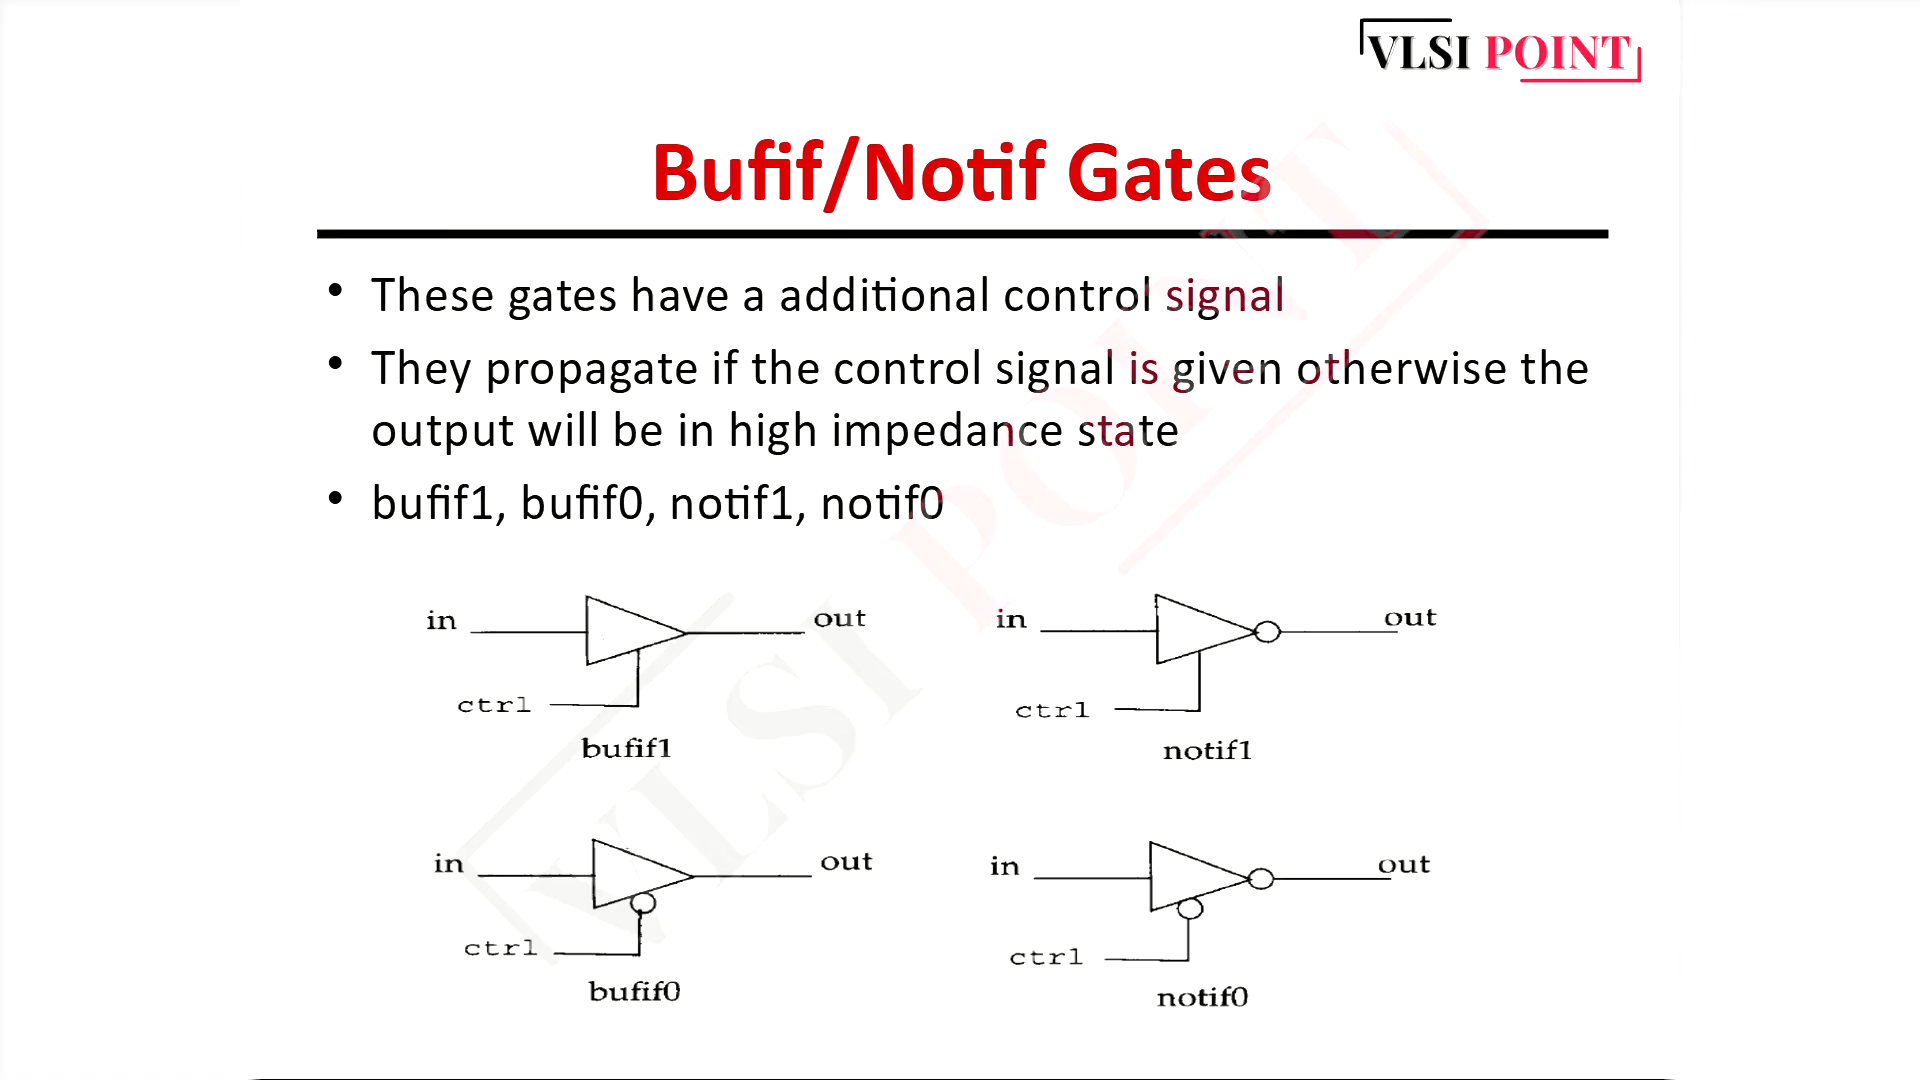 VLSI POINT
Bufif/Notif Gates
• These gates have a additional control signal
• They propagate if the control signal is given otherwise the
output will be in high impedance state
• bufif1, bufif0, notif1, notif0
in out
ctrl
bufif1
in out
ctrl
notif1
in out
ctrl
bufif0
in out
ctrl
notif0
VLSI POINT